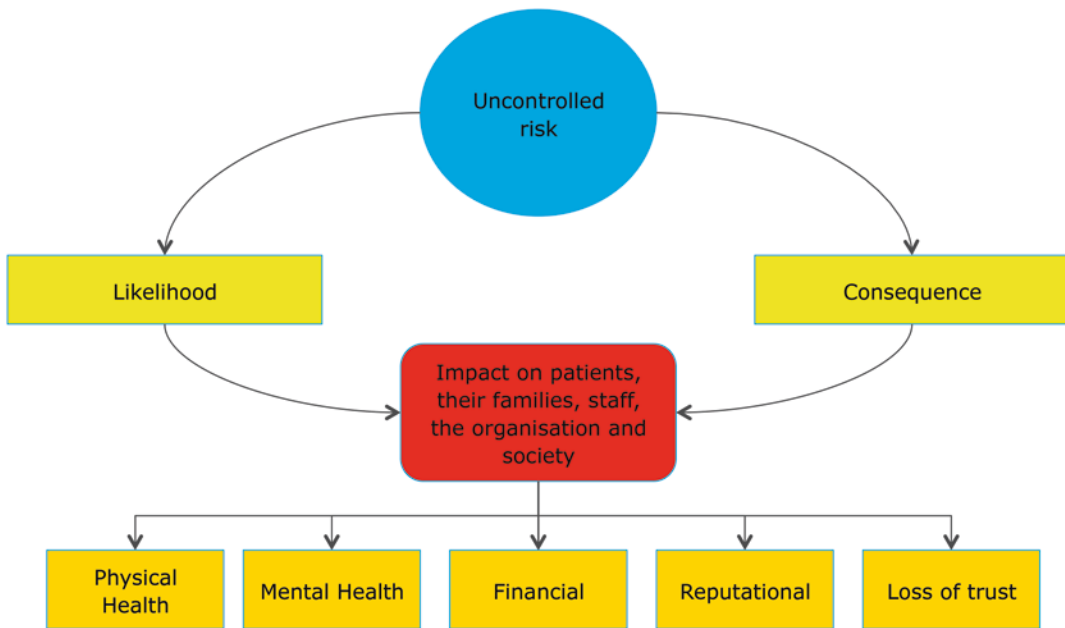 Uncontrolled
risk
Likelihood
Consequence
Impact on patients,
their families, staff,
the organisation and
society
Physical
Health
Mental Health
Financial
Reputational
Loss of trust